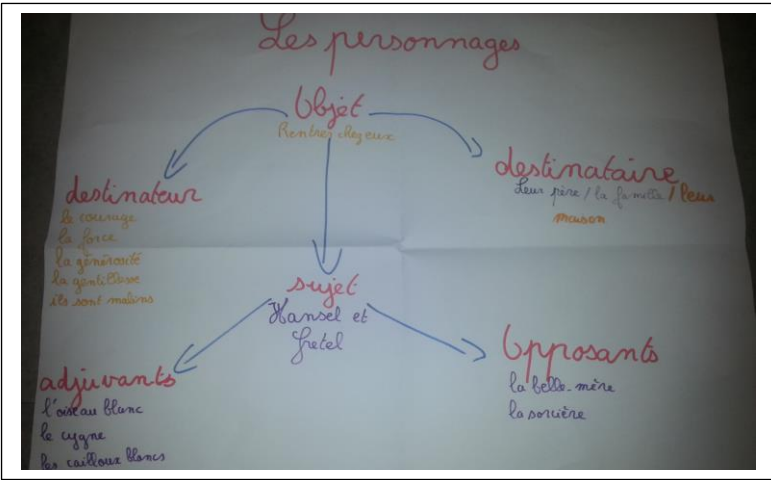 Les personnages
Objet
Rentrer chez eux
destinateur
le courage
la force
la générosité
la gentillesse
ils sont malins
destinataire
Leur père / la famille / leur
maison
sujet
Hansel et
Gretel
adjuvants
l'oiseau blanc
le cygne
les cailloux blancs
Opposants
la belle-mère
la sorcière